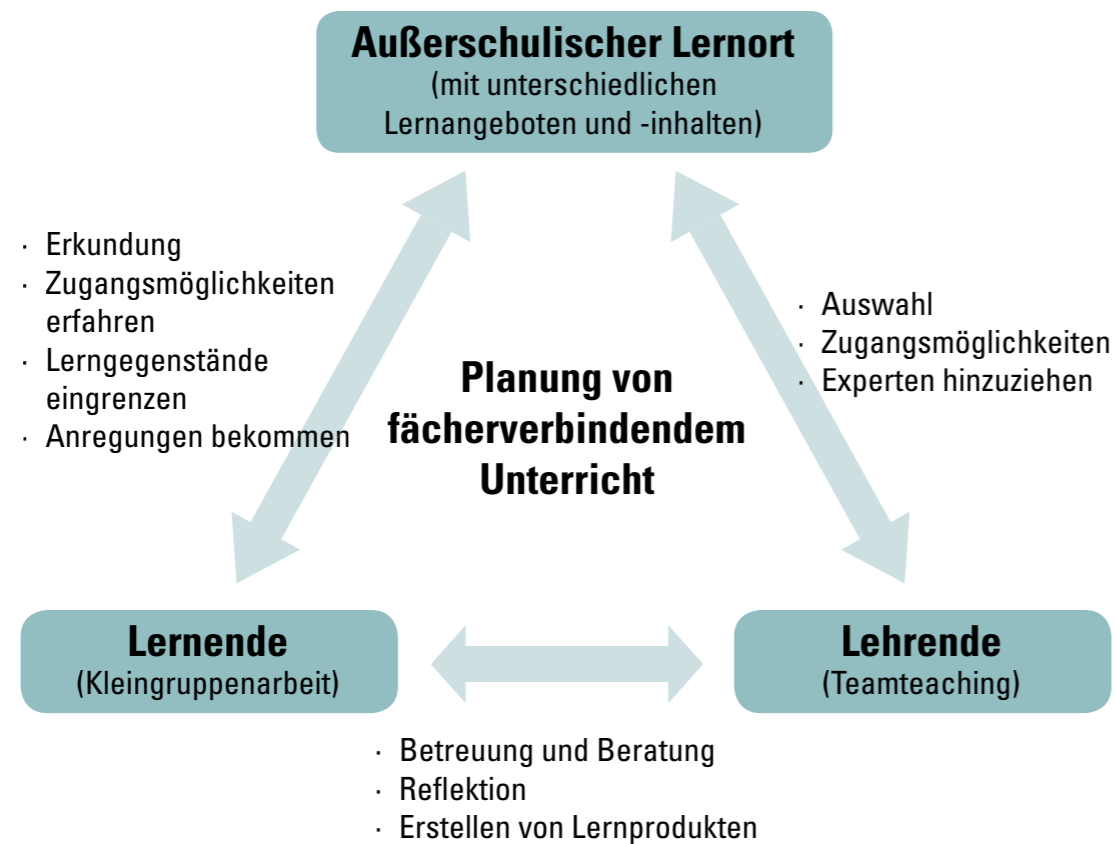 Außerschulischer Lernort
(mit unterschiedlichen
Lernangeboten und -inhalten)
· Erkundung
· Zugangsmöglichkeiten
erfahren
· Lerngegenstände
eingrenzen
· Anregungen bekommen
· Auswahl
· Zugangsmöglichkeiten
· Experten hinzuziehen
Planung von
fächerverbindendem
Unterricht
Lernende
(Kleingruppenarbeit)
Lehrende
(Teamteaching)
· Betreuung und Beratung
· Reflektion
· Erstellen von Lernprodukten